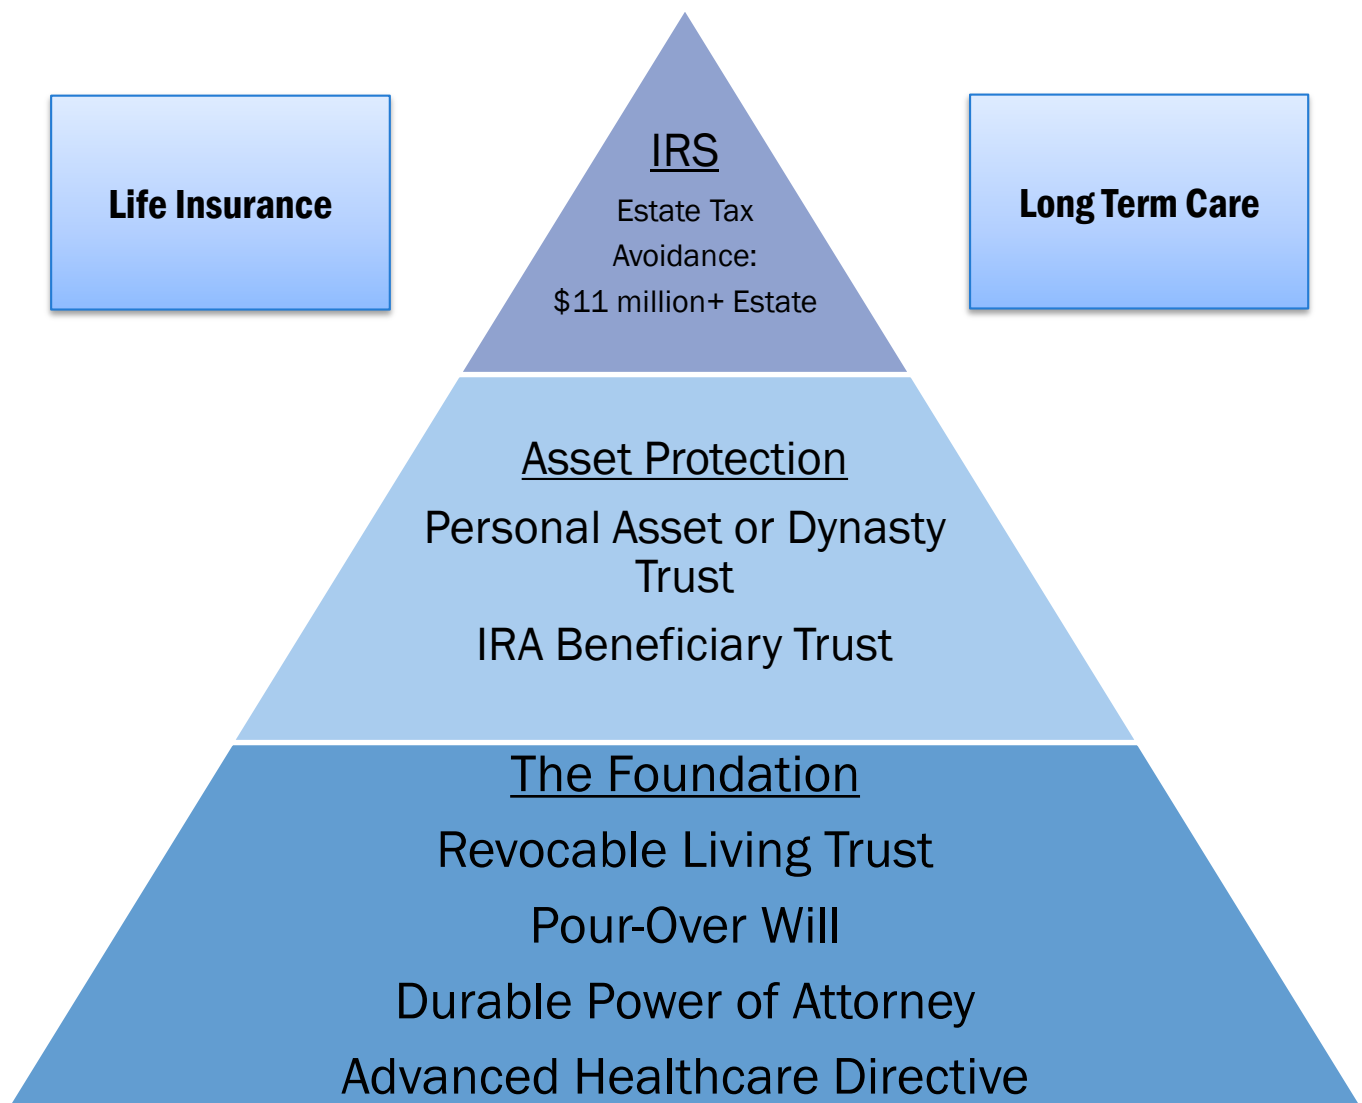 IRS
Life Insurance
Long Term Care
Estate Tax
Avoidance:
$11 million+ Estate
Asset Protection
Personal Asset or Dynasty
Trust
IRA Beneficiary Trust
The Foundation
Revocable Living Trust
Pour-Over Will
Durable Power of Attorney
Advanced Healthcare Directive